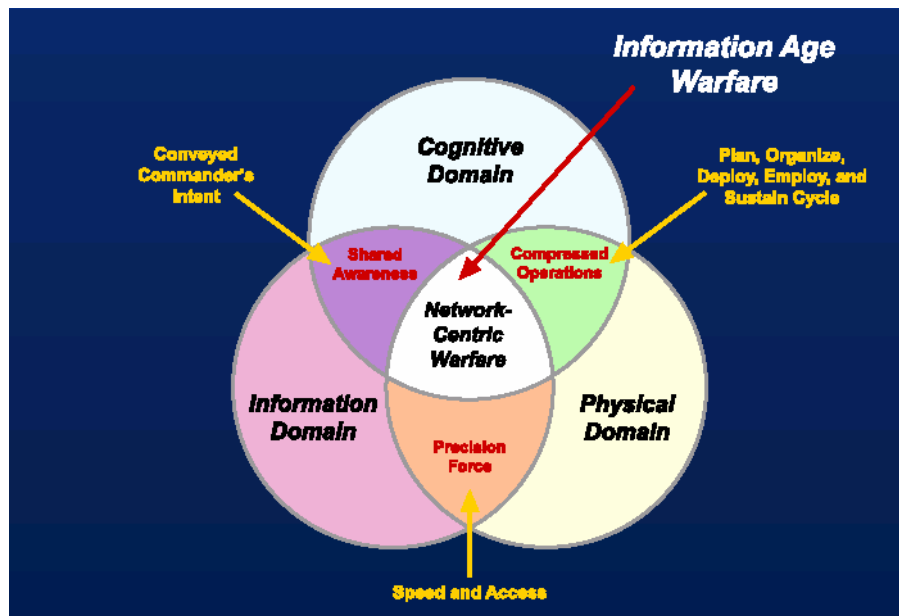 Information Age
Warfare
Cognitive
Domain
Conveyed
Commander's
Intent
Plan, Organize,
Deploy, Employ, and
Sustain Cycle
Shared
Awareness
Compressed
Operations
Network-
Centric
Warfare
Information
Domain
Physical
Domain
Precision
Force
Speed and Access